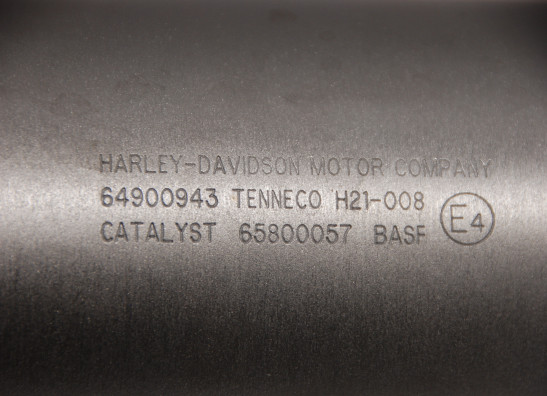 HARLEY-DAVIDSON MOTOR COMPANY
64900943 TENNECO H21-008
CATALYST 65800057 BASF E4